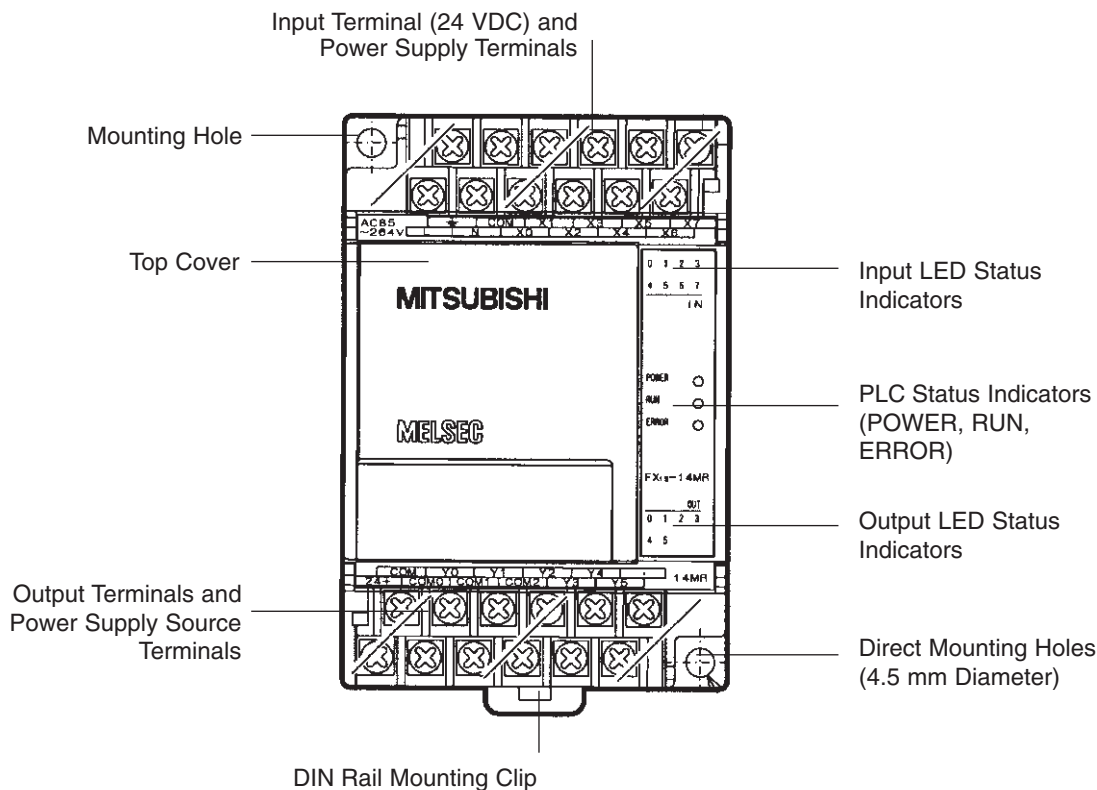 Input Terminal (24 VDC) and
Power Supply Terminals
Mounting Hole
AC85
~264V
COM X1 X3 X5 X7
L N X0 X2 X4 X6
Top Cover
MITSUBISHI
0 1 2 3
4 5 6 7
IN
Input LED Status
Indicators
POWER
RUN
ERROR
PLC Status Indicators
(POWER, RUN,
ERROR)
MELSEC
FX1S-14MR
OUT
0 1 2 3
4 5
Output LED Status
Indicators
COM Y0 Y1 Y2 Y4
24+ COM0 COM1 COM2 Y3 Y5
14MR
Output Terminals and
Power Supply Source
Terminals
Direct Mounting Holes
(4.5 mm Diameter)
DIN Rail Mounting Clip